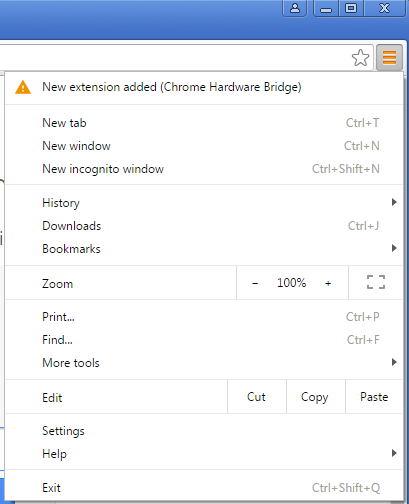 New extension added (Chrome Hardware Bridge)
New tab Ctrl+T
New window Ctrl+N
New incognito window Ctrl+Shift+N
History
Downloads Ctrl+J
Bookmarks
Zoom − 100% +
Print... Ctrl+P
Find... Ctrl+F
More tools
Edit Cut Copy Paste
Settings
Help
Exit Ctrl+Shift+Q